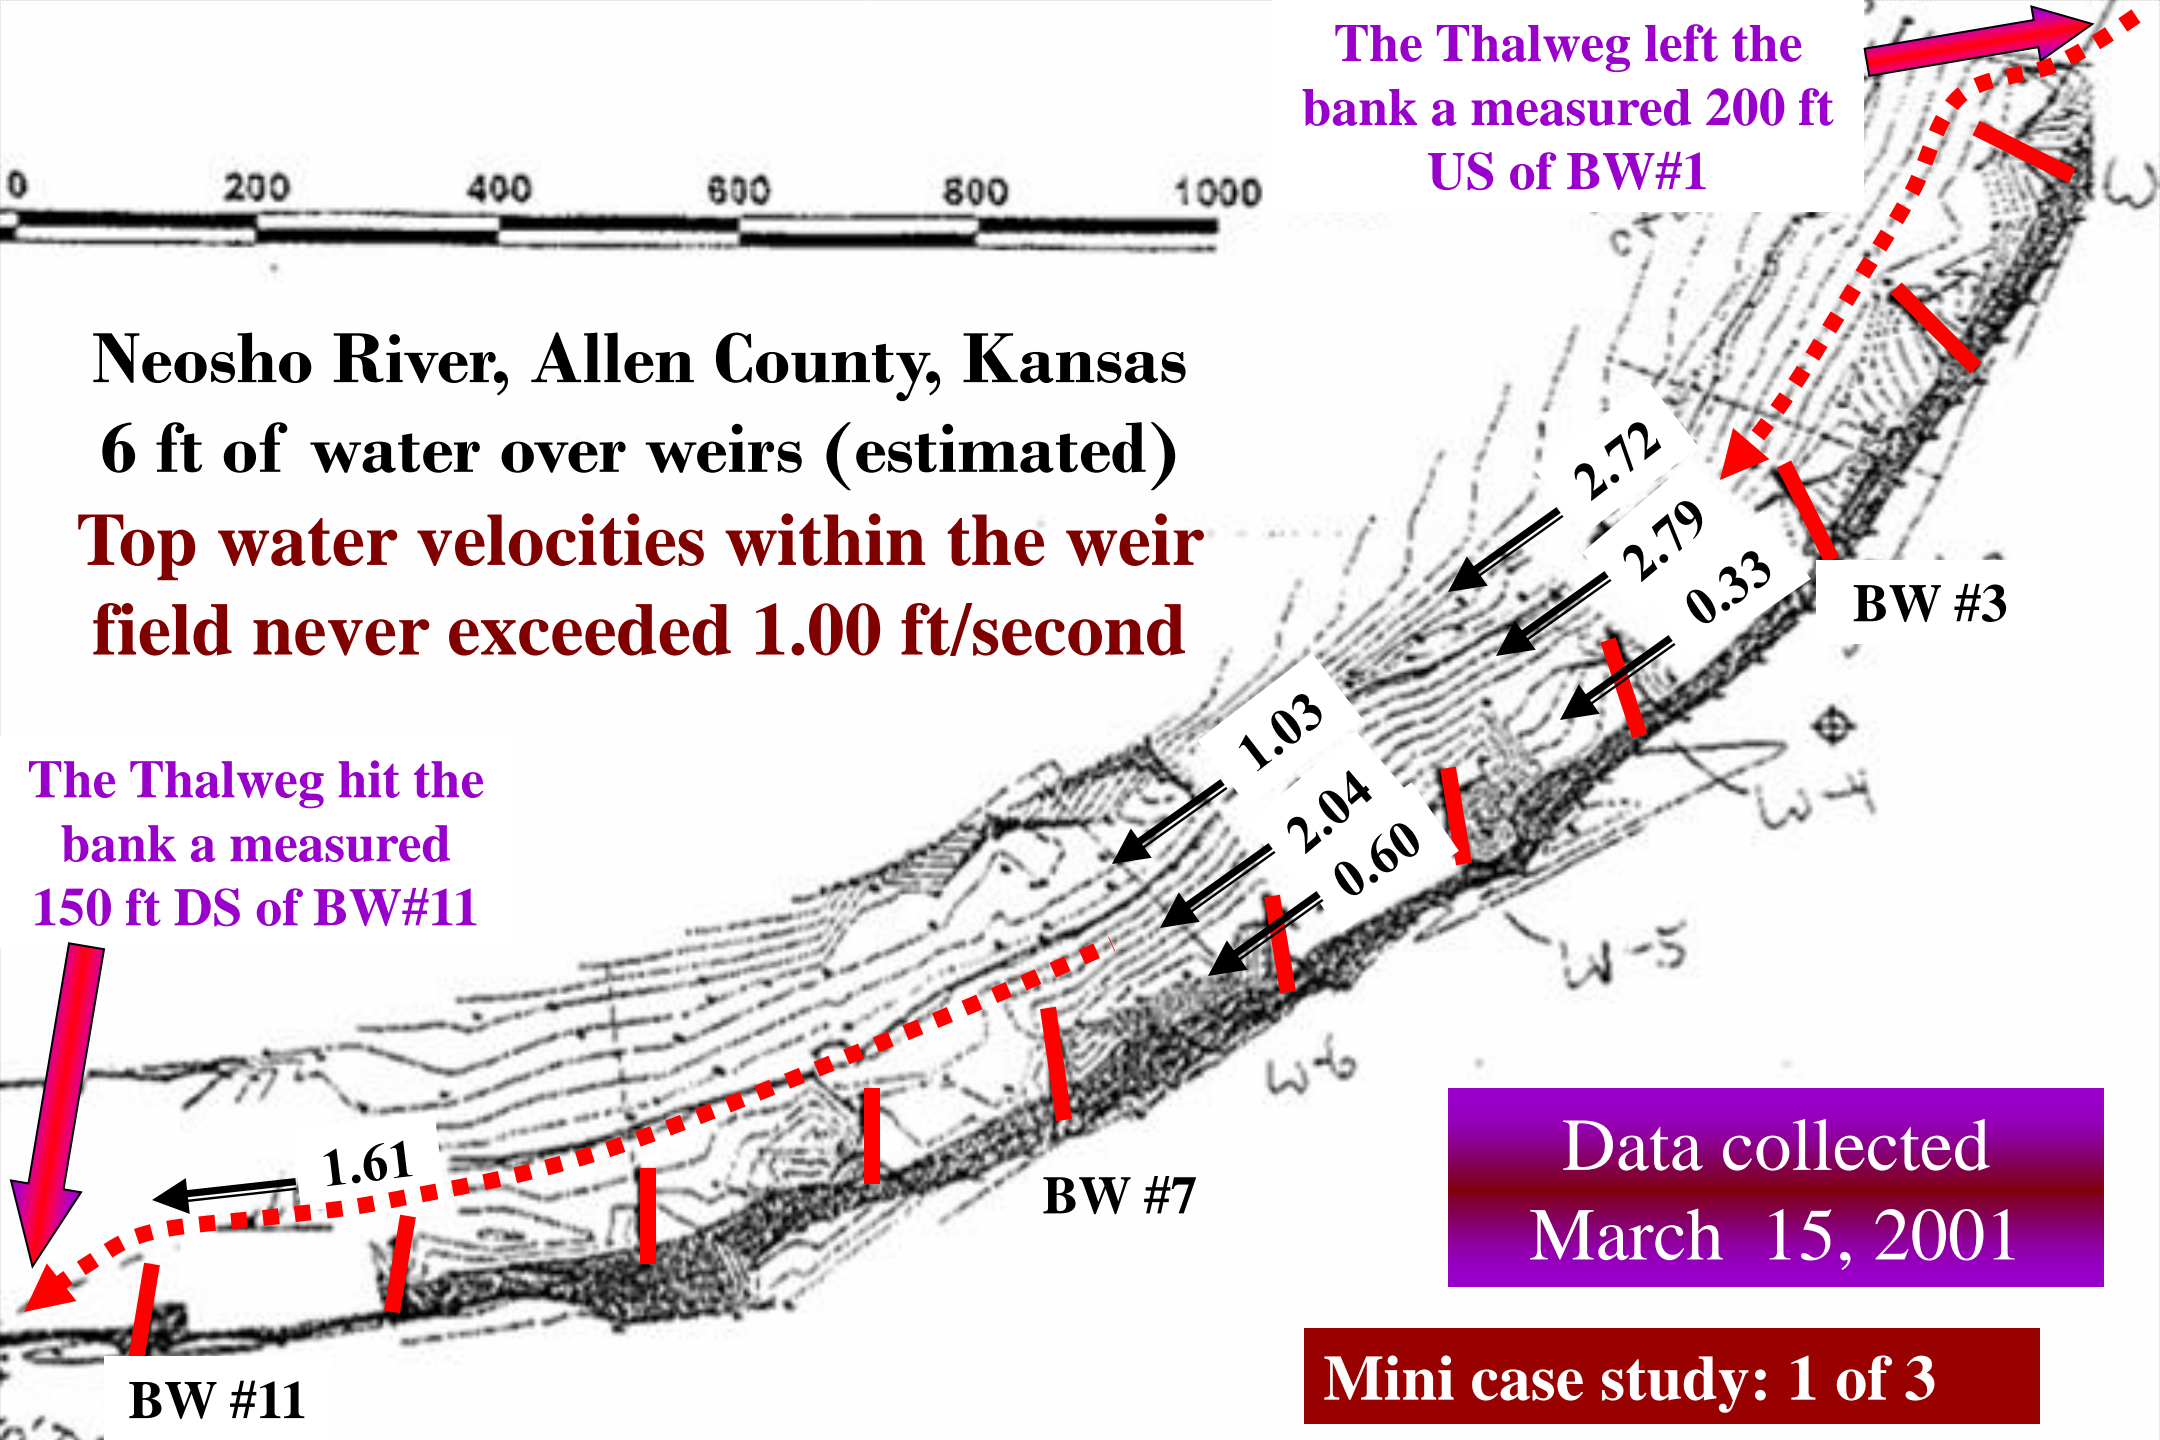 The Thalweg left the
bank a measured 200 ft
US of BW#1
0 200 400 600 800 1000
Neosho River, Allen County, Kansas
6 ft of water over weirs (estimated)
Top water velocities within the weir
field never exceeded 1.00 ft/second
2.72
2.79
0.33
BW #3
1.03
2.04
0.60
The Thalweg hit the
bank a measured
150 ft DS of BW#11
W-5
W-6
1.61
BW #7
BW #11
Data collected
March 15, 2001
Mini case study: 1 of 3